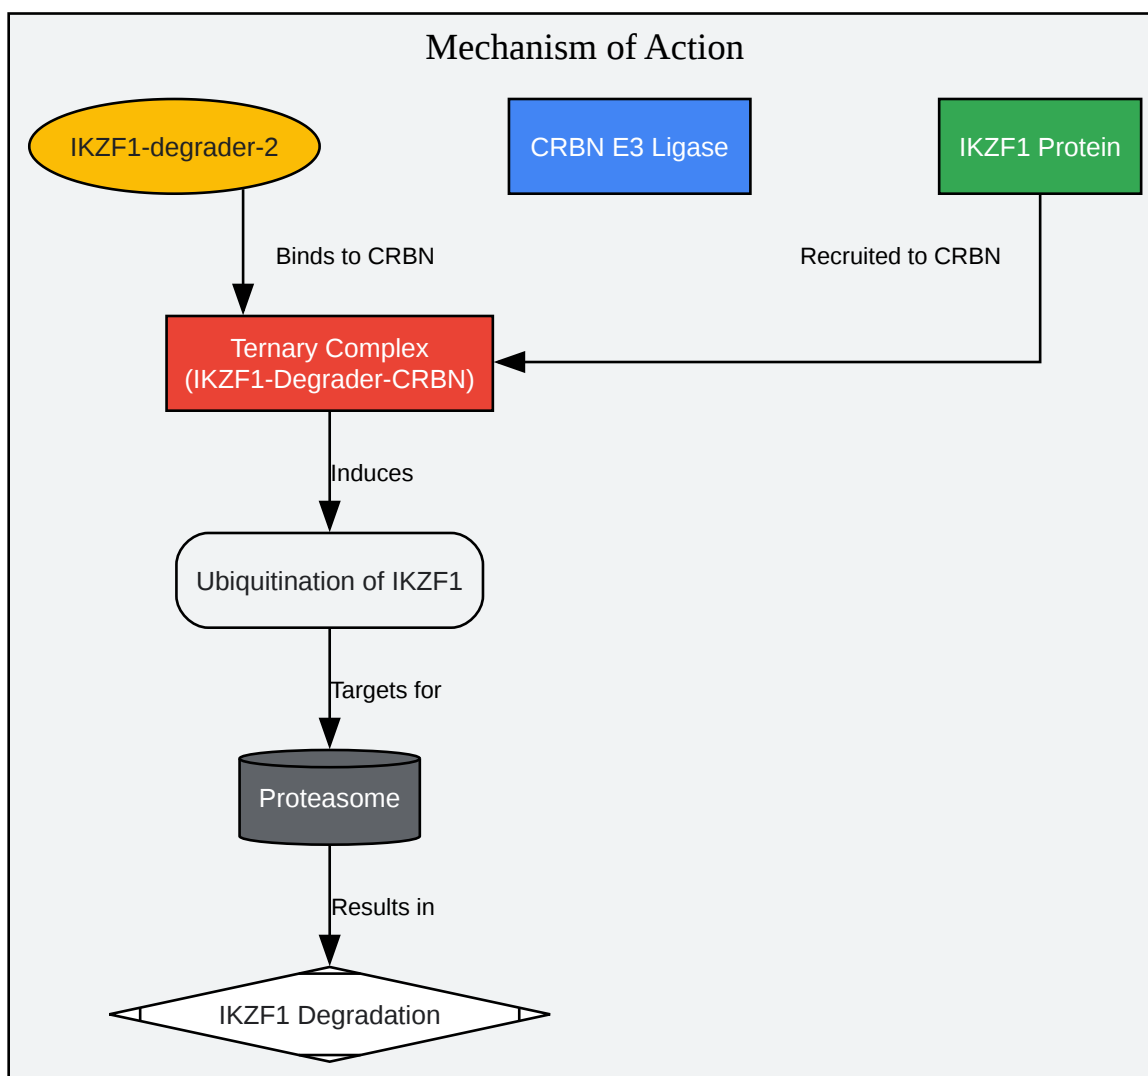 Mechanism of Action
IKZF1-degrader-2
CRBN E3 Ligase
IKZF1 Protein
Binds to CRBN
Recruited to CRBN
Ternary Complex
(IKZF1-Degrader-CRBN)
Induces
Ubiquitination of IKZF1
Targets for
Proteasome
Results in
IKZF1 Degradation